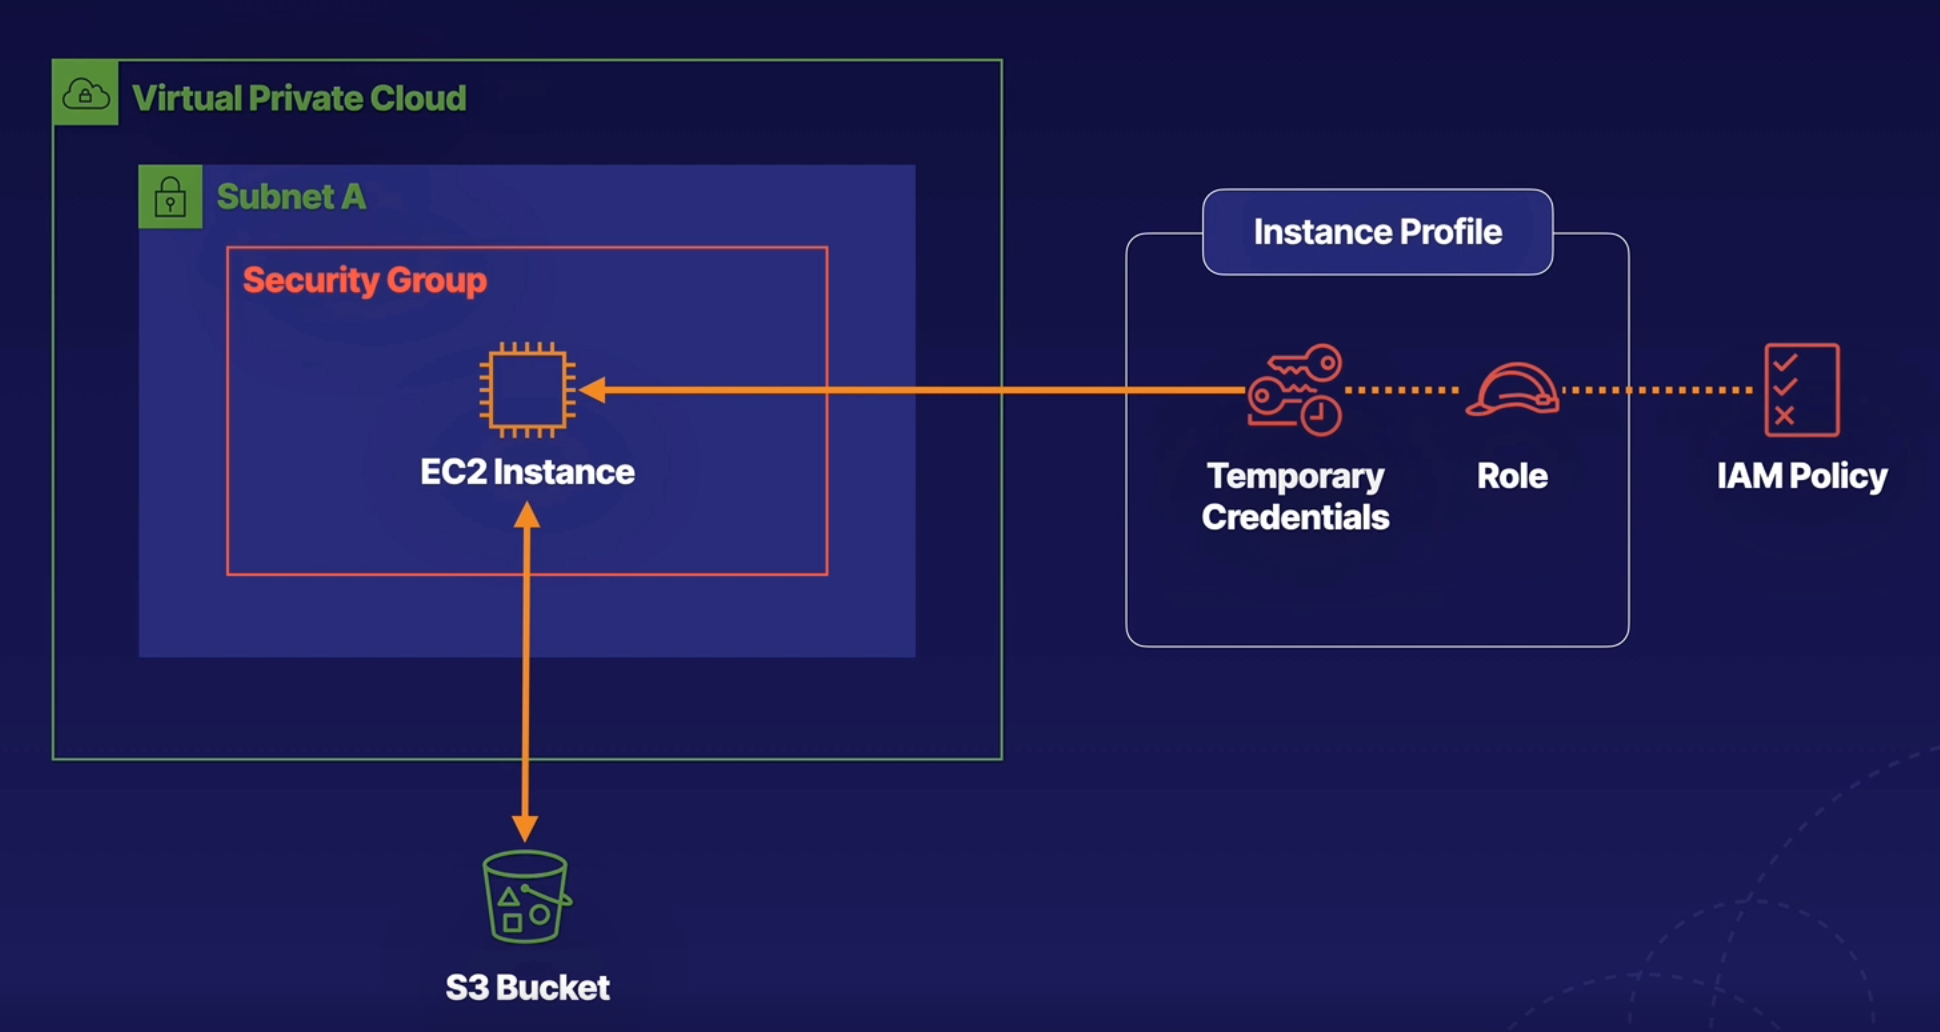 Virtual Private Cloud
Subnet A
Security Group
EC2 Instance
Instance Profile
Temporary
Credentials
Role
IAM Policy
S3 Bucket